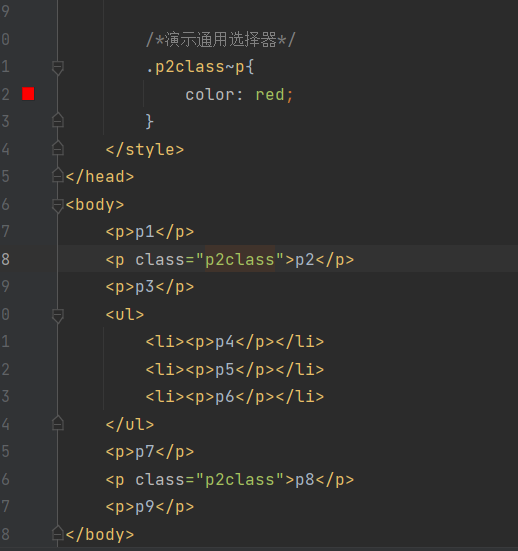 9
0 /*演示通用选择器*/
1 .p2class~p{
2 color: red;
3 }
4 </style>
5 </head>
6 <body>
7 <p>p1</p>
8 <p class="p2class">p2</p>
9 <p>p3</p>
0 <ul>
1 <li><p>p4</p></li>
2 <li><p>p5</p></li>
3 <li><p>p6</p></li>
4 </ul>
5 <p>p7</p>
6 <p class="p2class">p8</p>
7 <p>p9</p>
8 </body>